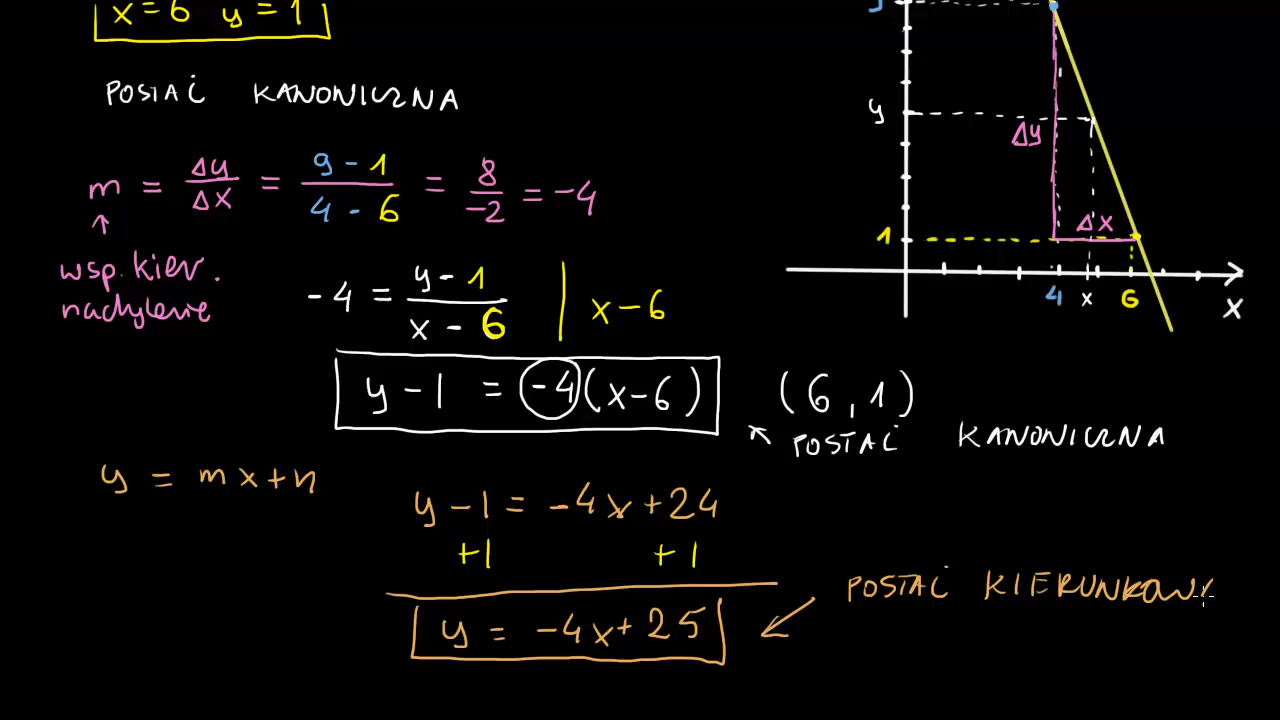 x = 6 y = 1
POSTAĆ KANONICZNA
m = Δy/Δx = 9 - 1/4 - 6 = 8/-2 = -4
wsp. kier.
nachylenie
-4 = y - 1/x - 6 | x - 6
y - 1 = -4(x - 6) (6, 1)
POSTAĆ KANONICZNA
y = mx + n
y - 1 = -4x + 24
+1 +1
y = -4x + 25
POSTAĆ KIERUNKOWA
9
y
Δy
Δx
1
4 x 6
x